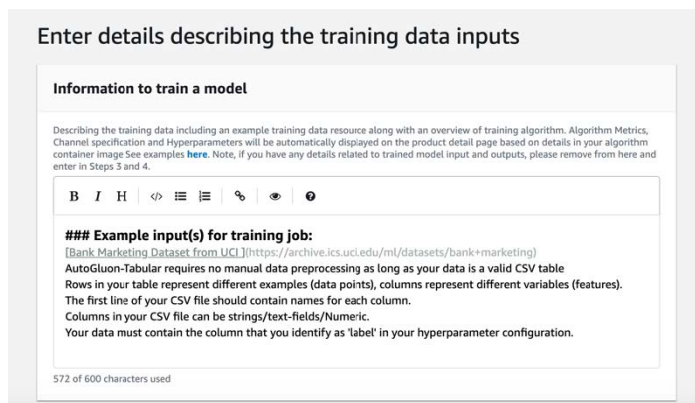 Enter details describing the training data inputs
Information to train a model
Describing the training data including an example training data resource along with an overview of training algorithm. Algorithm Metrics,
Channel specification and Hyperparameters will be automatically displayed on the product detail page based on details in your algorithm
container image See examples here. Note, if you have any details related to trained model input and outputs, please remove from here and
enter in Steps 3 and 4.
B I H </>
### Example input(s) for training job:
[Bank Marketing Dataset from UCI ](https://archive.ics.uci.edu/ml/datasets/bank+marketing)
AutoGluon-Tabular requires no manual data preprocessing as long as your data is a valid CSV table
Rows in your table represent different examples (data points), columns represent different variables (features).
The first line of your CSV file should contain names for each column.
Columns in your CSV file can be strings/text-fields/Numeric.
Your data must contain the column that you identify as 'label' in your hyperparameter configuration.
572 of 600 characters used